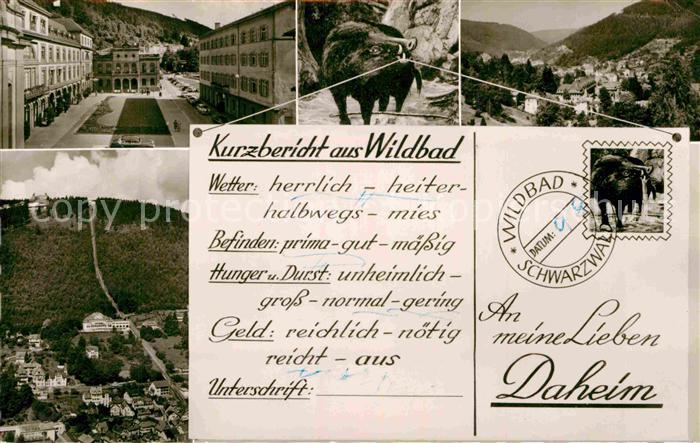 Kurzbericht aus Wildbad
Wetter: herrlich - heiter-
halbwegs - mies
Befinden: prima - gut - mäßig
Hunger u. Durst: unheimlich -
groß - normal - gering
Geld: reichlich - nötig
reicht - aus
Unterschrift:
* WILDBAD *
DATUM:
SCHWARZWALD
An
meine Lieben
Daheim